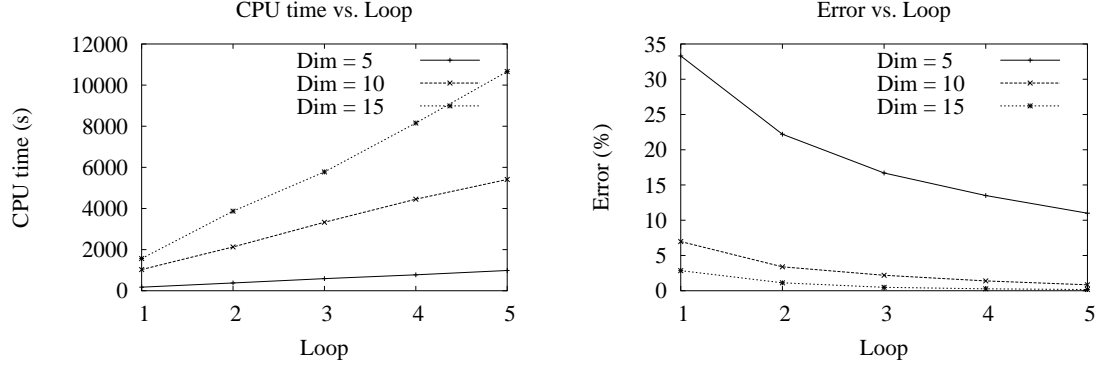 CPU time vs. Loop
12000
10000
8000
6000
4000
2000
0
CPU time (s)
Dim = 5
Dim = 10
Dim = 15
1 2 3 4 5
Loop
Error vs. Loop
35
30
25
20
15
10
5
0
Error (%)
Dim = 5
Dim = 10
Dim = 15
1 2 3 4 5
Loop